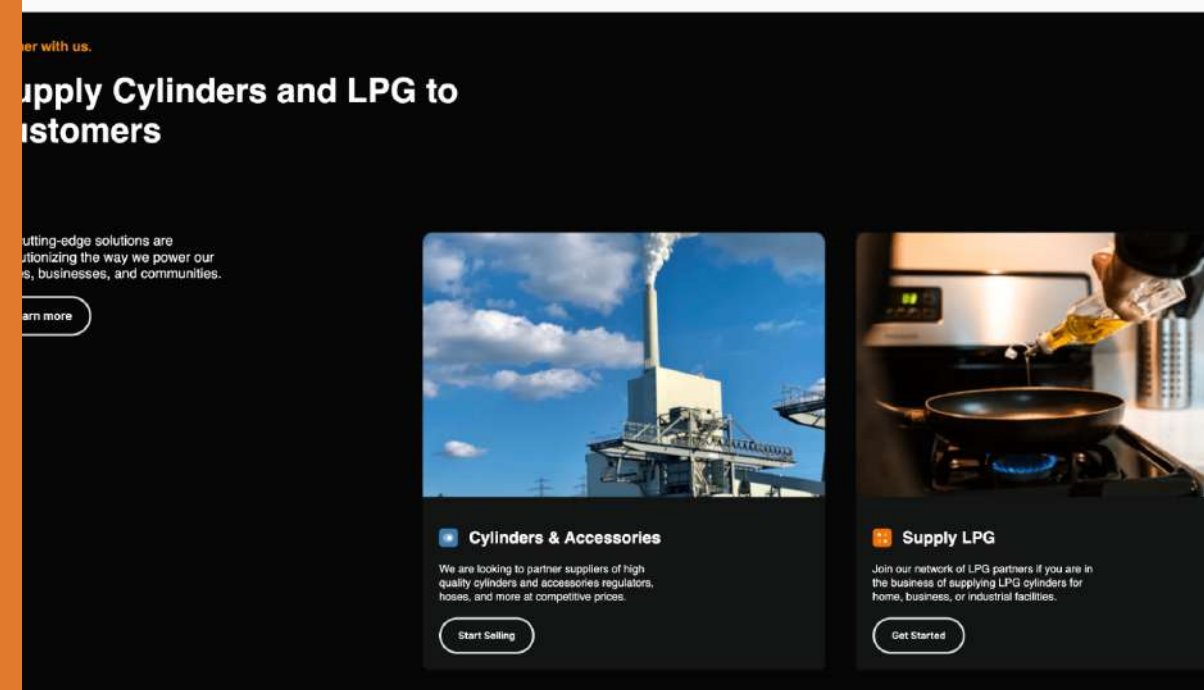 er with us.
upply Cylinders and LPG to
ustomers
utting-edge solutions are
utionizing the way we power our
s, businesses, and communities.
arn more
Cylinders & Accessories
We are looking to partner suppliers of high
quality cylinders and accessories regulators,
hoses, and more at competitive prices.
Start Selling
Supply LPG
Join our network of LPG partners if you are in
the business of supplying LPG cylinders for
home, business, or industrial facilities.
Get Started